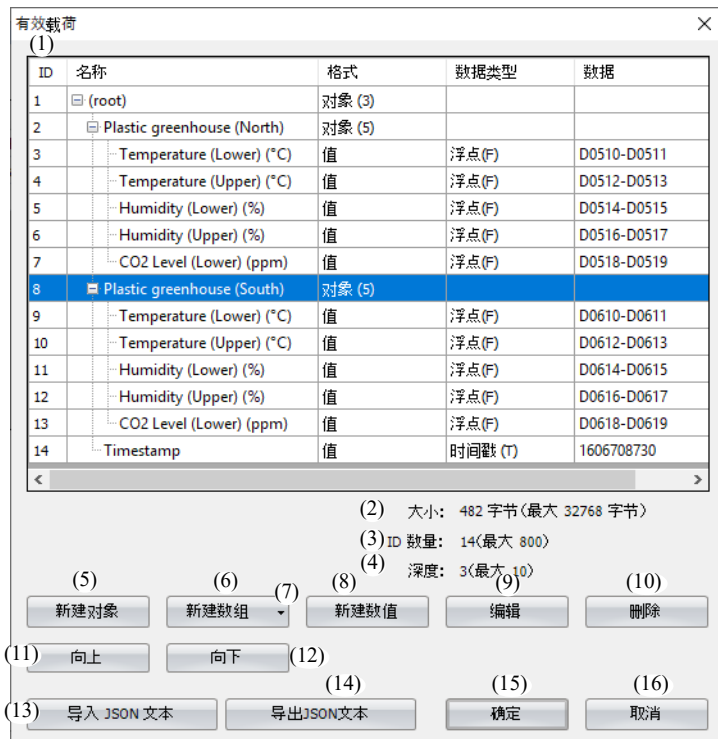 有效载荷
(1)
ID 名称 格式 数据类型 数据
1 (root) 对象 (3)
2 Plastic greenhouse (North) 对象 (5)
3 Temperature (Lower) (°C) 值 浮点(F) D0510-D0511
4 Temperature (Upper) (°C) 值 浮点(F) D0512-D0513
5 Humidity (Lower) (%) 值 浮点(F) D0514-D0515
6 Humidity (Upper) (%) 值 浮点(F) D0516-D0517
7 CO2 Level (Lower) (ppm) 值 浮点(F) D0518-D0519
8 Plastic greenhouse (South) 对象 (5)
9 Temperature (Lower) (°C) 值 浮点(F) D0610-D0611
10 Temperature (Upper) (°C) 值 浮点(F) D0612-D0613
11 Humidity (Lower) (%) 值 浮点(F) D0614-D0615
12 Humidity (Upper) (%) 值 浮点(F) D0616-D0617
13 CO2 Level (Lower) (ppm) 值 浮点(F) D0618-D0619
14 Timestamp 值 时间戳 (T) 1606708730
(2) 大小: 482 字节(最大 32768 字节)
(3) ID 数量: 14(最大 800)
(4) 深度: 3(最大 10)
(5) (6) (7) (8) (9) (10)
新建对象 新建数组 新建数值 编辑 删除
(11) 向上 向下 (12)
(14) (15) (16)
(13) 导入 JSON 文本 导出JSON文本 确定 取消